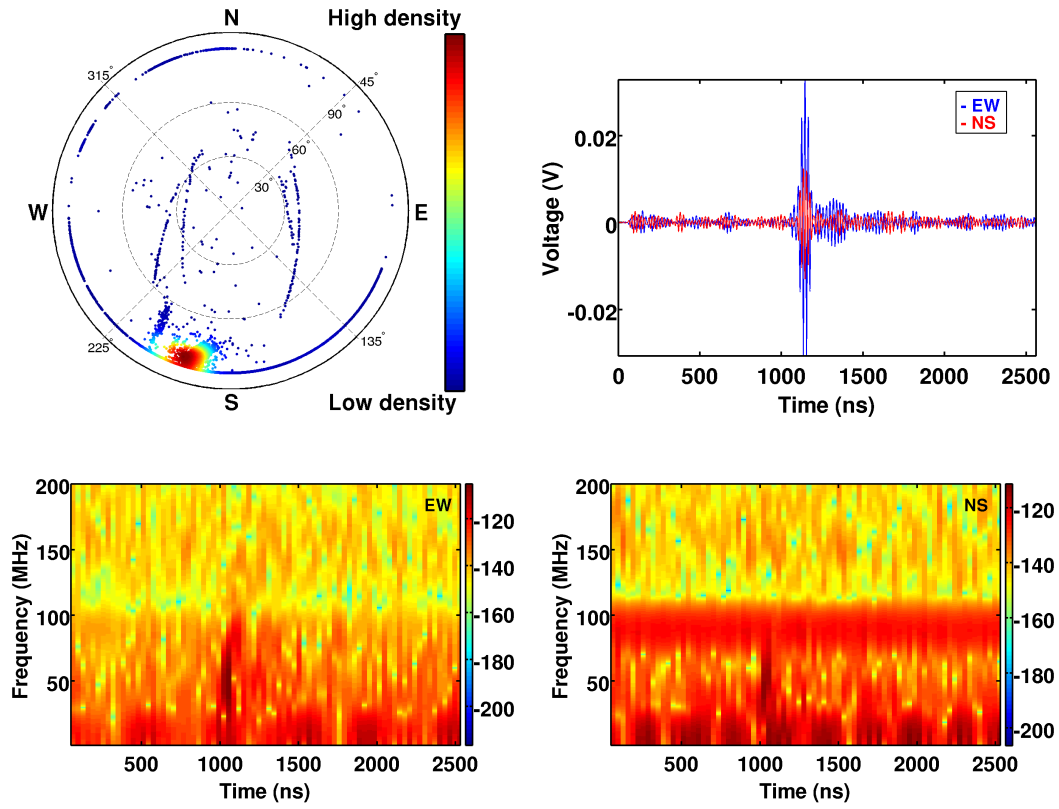 N
High density
315°
45°
90
60
30
W
E
225°
135°
S
Low density
- EW
- NS
0.02
0
-0.02
Voltage (V)
0
500
1000
1500
2000
2500
Time (ns)
200
150
100
50
Frequency (MHz)
EW
-120
-140
-160
-180
-200
500
1000
1500
2000
2500
Time (ns)
200
150
100
50
Frequency (MHz)
NS
-120
-140
-160
-180
-200
500
1000
1500
2000
2500
Time (ns)